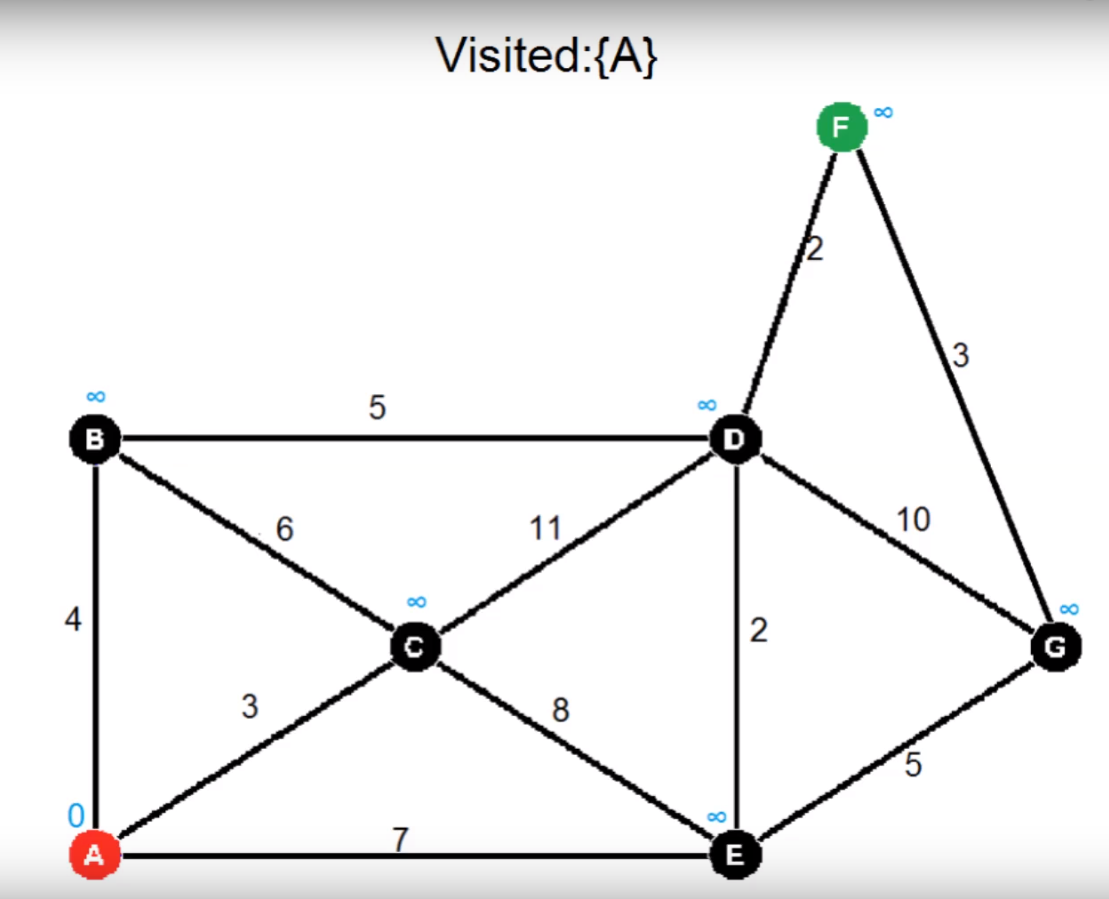 Visited:{A}
F ∞
2
3
∞ ∞
5
B D
6 11 10
∞ ∞
4 2
C G
3 8
5
0 ∞
7
A E